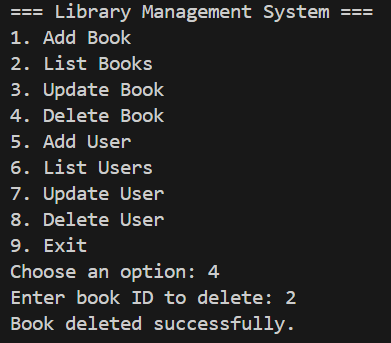 === Library Management System ===
1. Add Book
2. List Books
3. Update Book
4. Delete Book
5. Add User
6. List Users
7. Update User
8. Delete User
9. Exit
Choose an option: 4
Enter book ID to delete: 2
Book deleted successfully.